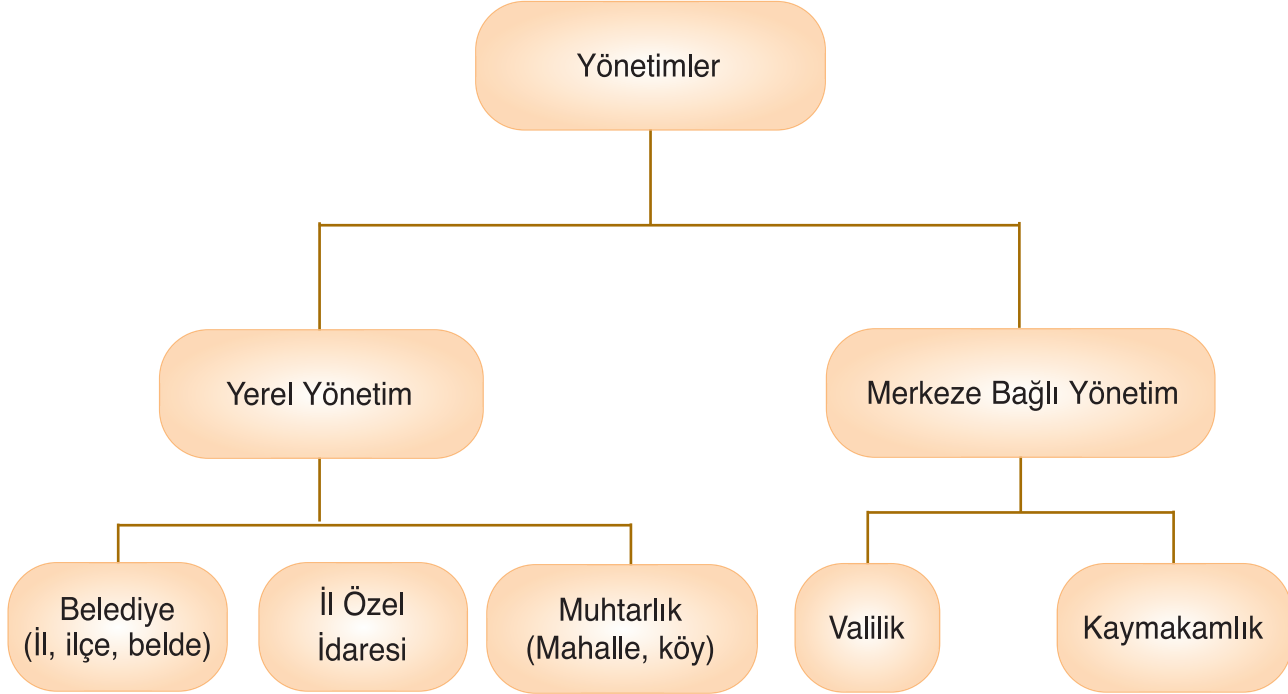 Yönetimler
Yerel Yönetim
Merkeze Bağlı Yönetim
Belediye
(İl, ilçe, belde)
İl Özel
İdaresi
Muhtarlık
(Mahalle, köy)
Valilik
Kaymakamlık